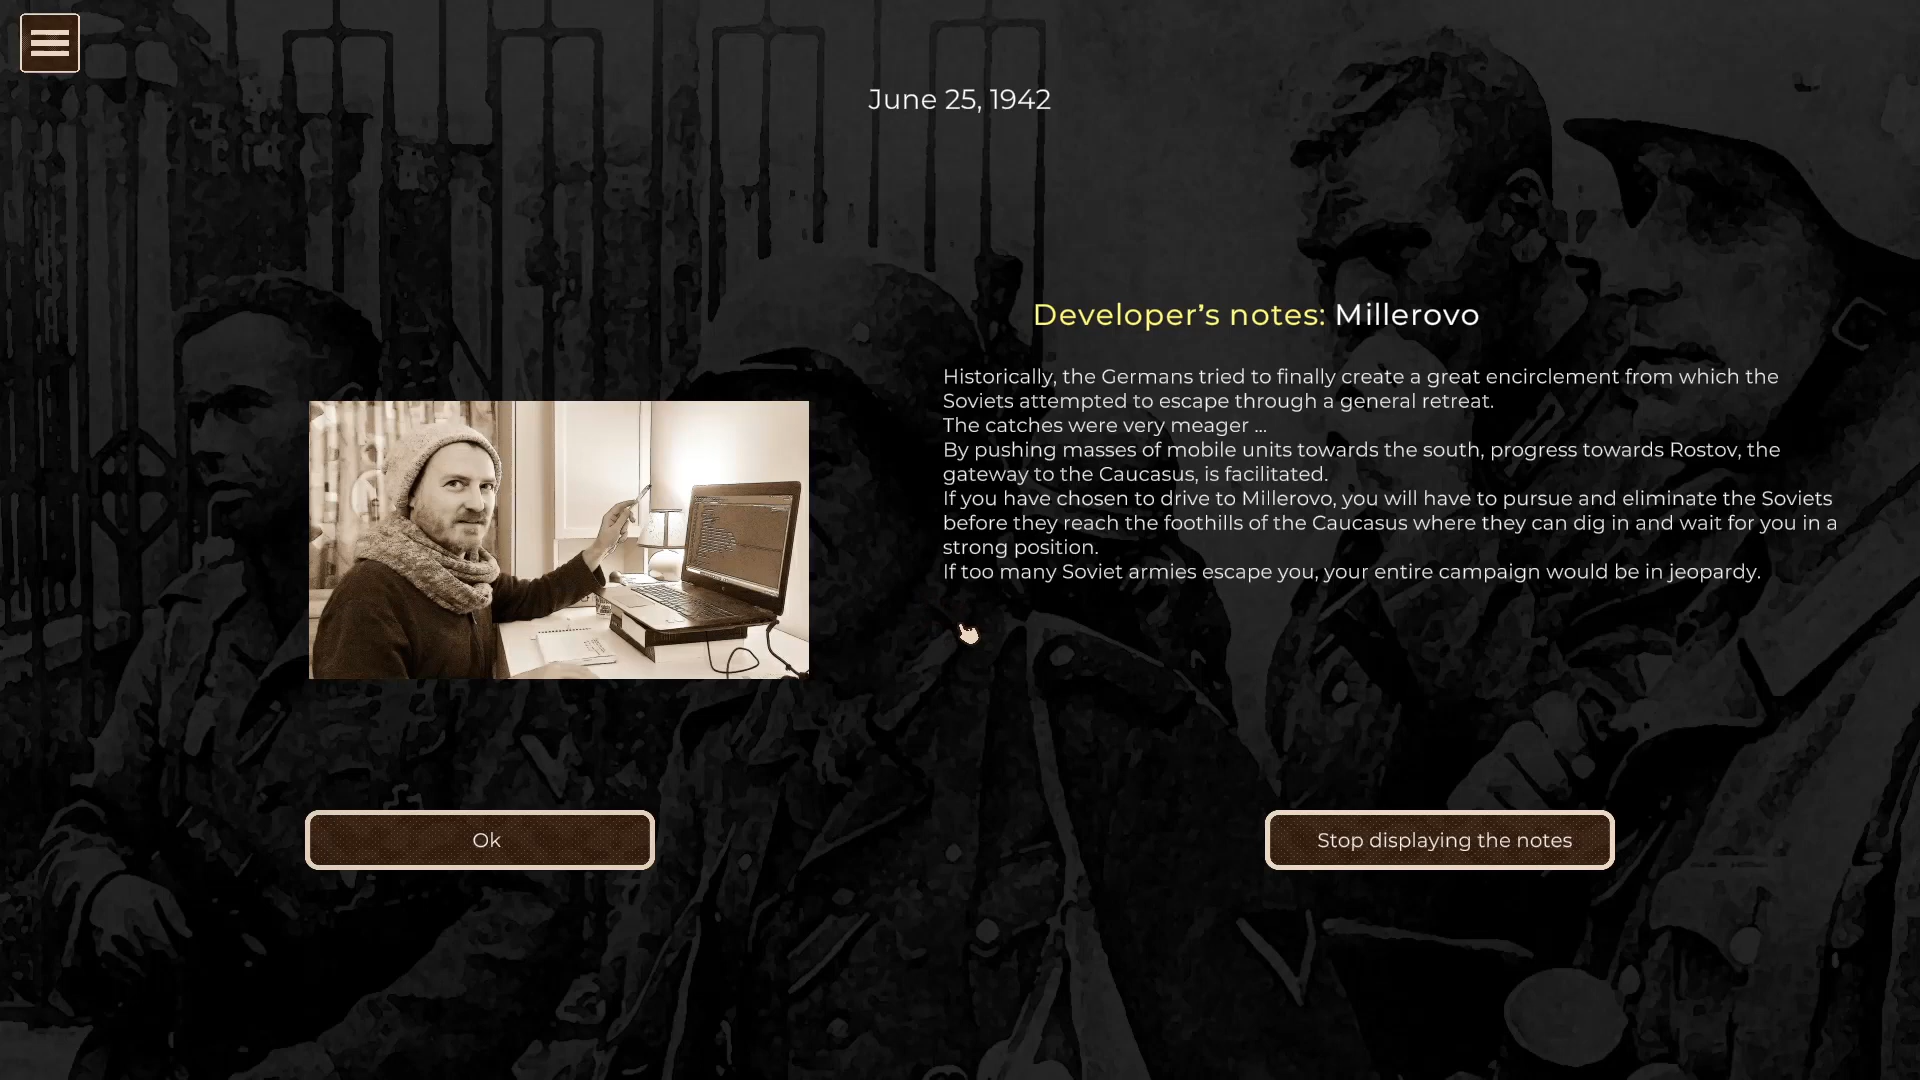 June 25, 1942
Developer's notes: Millerovo
Historically, the Germans tried to finally create a great encirclement from which the
Soviets attempted to escape through a general retreat.
The catches were very meager ...
By pushing masses of mobile units towards the south, progress towards Rostov, the
gateway to the Caucasus, is facilitated.
If you have chosen to drive to Millerovo, you will have to pursue and eliminate the Soviets
before they reach the foothills of the Caucasus where they can dig in and wait for you in a
strong position.
If too many Soviet armies escape you, your entire campaign would be in jeopardy.
Ok
Stop displaying the notes